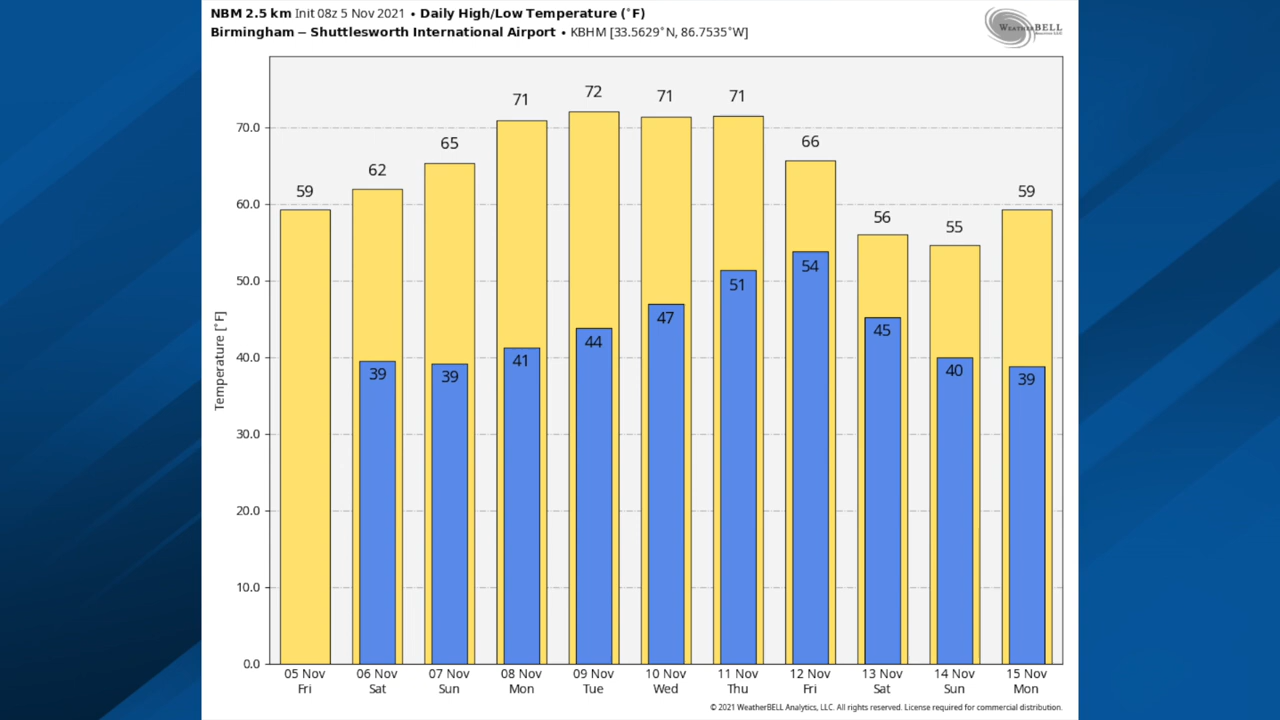 NBM 2.5 km Init 08z 5 Nov 2021 • Daily High/Low Temperature (°F)
Birmingham – Shuttlesworth International Airport • KBHM [33.5629°N, 86.7535°W]
WEATHERBELL
Analytics LLC
Temperature [°F]
70.0
60.0
50.0
40.0
30.0
20.0
10.0
0.0
59 62 65 71 72 71 71 66 56 55 59
39 39 41 44 47 51 54 45 40 39
05 Nov 06 Nov 07 Nov 08 Nov 09 Nov 10 Nov 11 Nov 12 Nov 13 Nov 14 Nov 15 Nov
Fri Sat Sun Mon Tue Wed Thu Fri Sat Sun Mon
© 2021 WeatherBELL Analytics, LLC. All rights reserved. License required for commercial distribution.